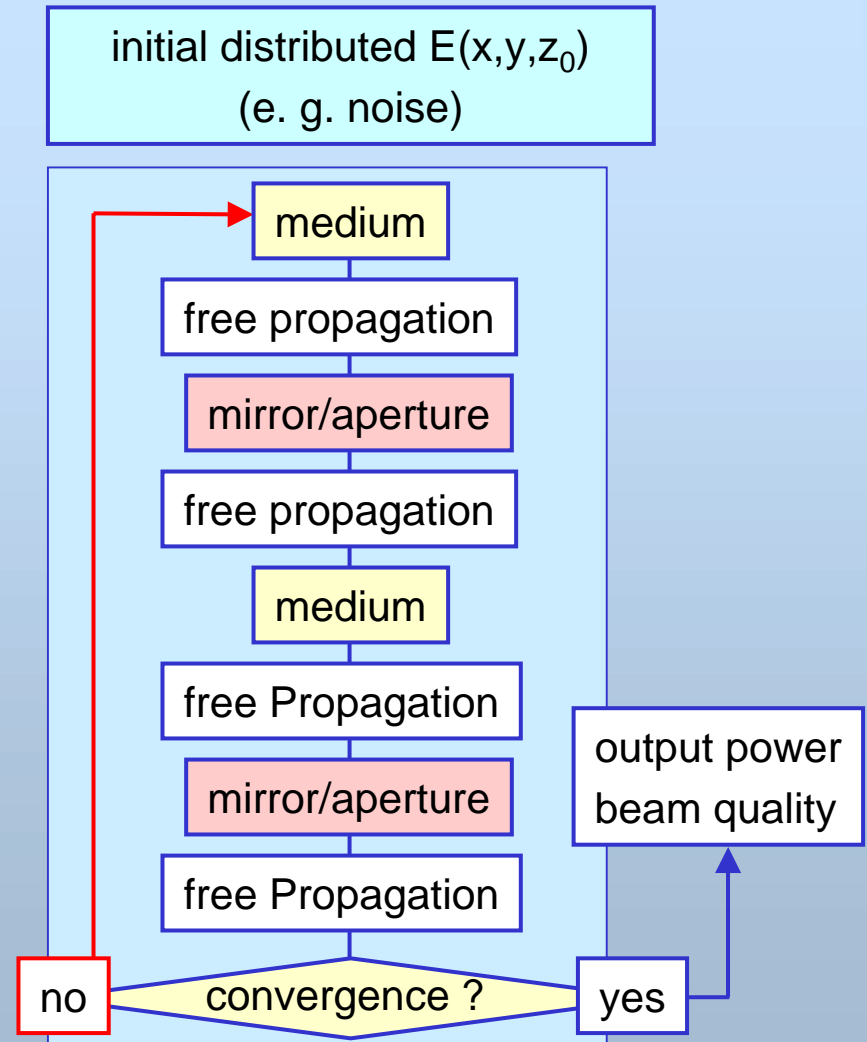 initial distributed E(x,y,z₀)
(e. g. noise)
medium
free propagation
mirror/aperture
free propagation
medium
free Propagation
mirror/aperture
free Propagation
output power
beam quality
no
convergence ?
yes